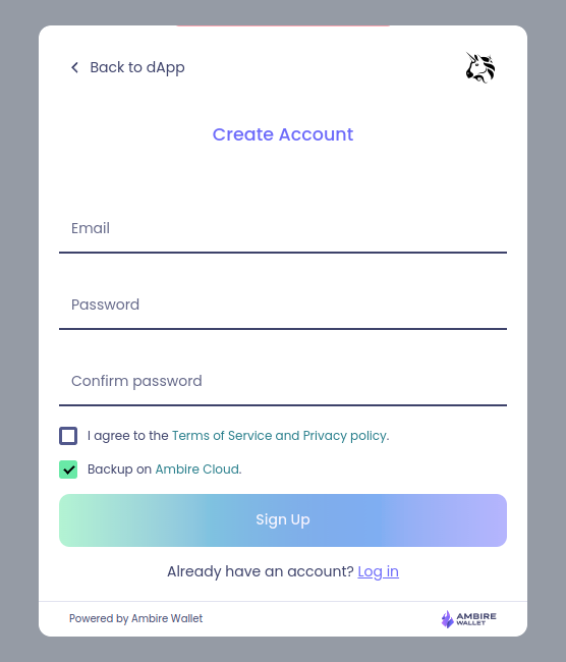 Back to dApp
Create Account
Email
Password
Confirm password
I agree to the Terms of Service and Privacy policy.
Backup on Ambire Cloud.
Sign Up
Already have an account? Log in
Powered by Ambire Wallet
AMBIRE
WALLET